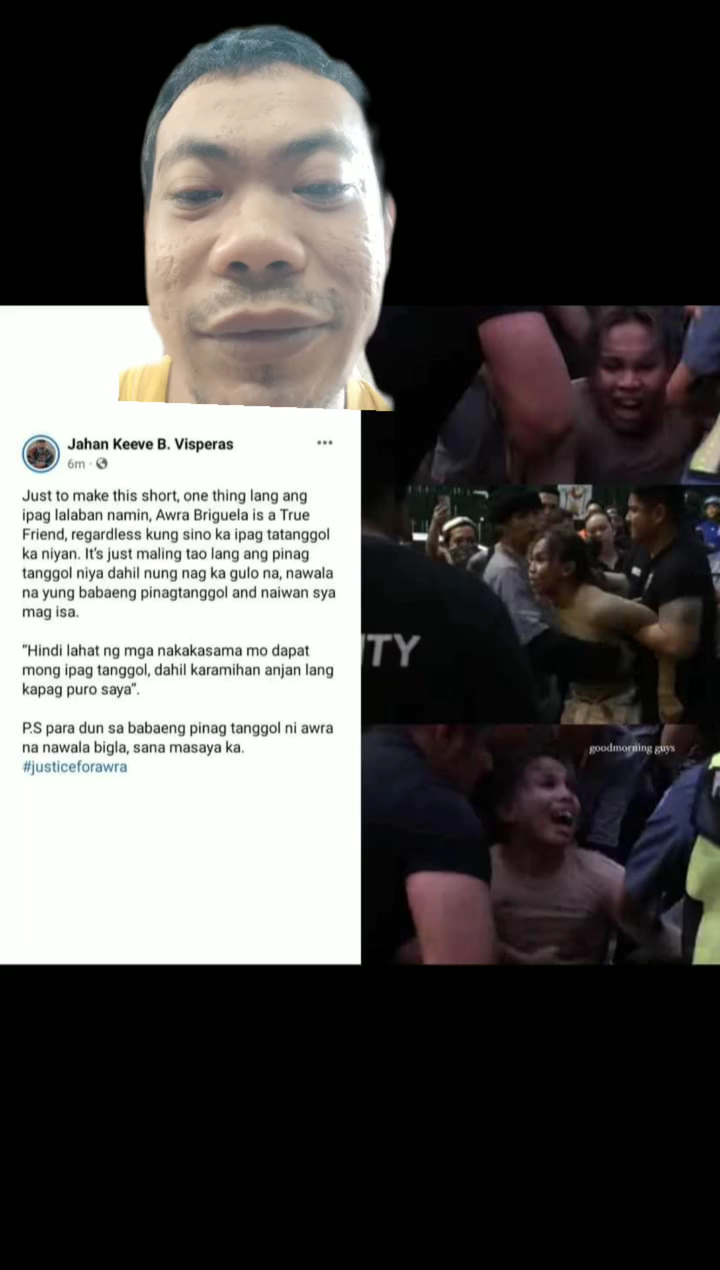 Jahan Keeve B. Visperas
6m ·
Just to make this short, one thing lang ang
ipag lalaban namin, Awra Briguela is a True
Friend, regardless kung sino ka ipag tatanggol
ka niyan. It's just maling tao lang ang pinag
tanggol niya dahil nung nag ka gulo na, nawala
na yung babaeng pinagtanggol and naiwan sya
mag isa.
"Hindi lahat ng mga nakakasama mo dapat
mong ipag tanggol, dahil karamihan anjan lang
kapag puro saya".
P.S para dun sa babaeng pinag tanggol ni awra
na nawala bigla, sana masaya ka.
#justiceforawra
ITY
goodmorning guys